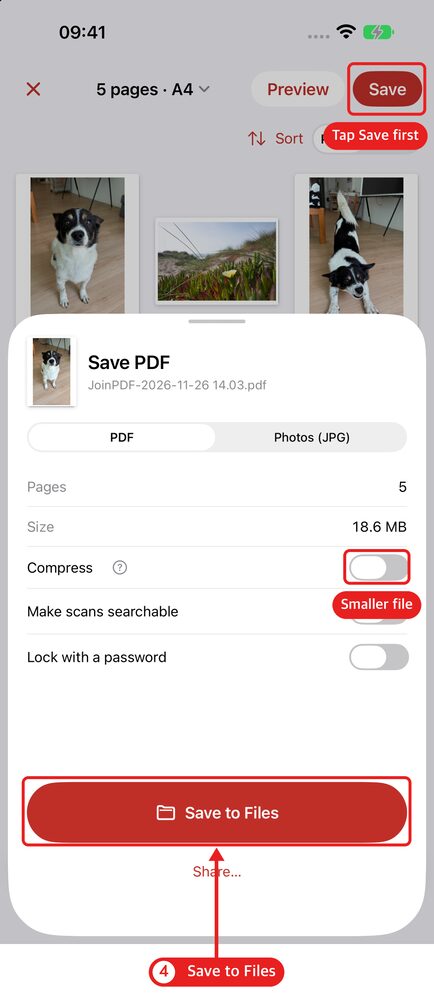 09:41
5 pages · A4
Preview
Save
Sort
Tap Save first
Save PDF
JoinPDF-2026-11-26 14.03.pdf
PDF
Photos (JPG)
Pages
5
Size
18.6 MB
Compress ?
Smaller file
Make scans searchable
Lock with a password
Save to Files
Share...
4 Save to Files